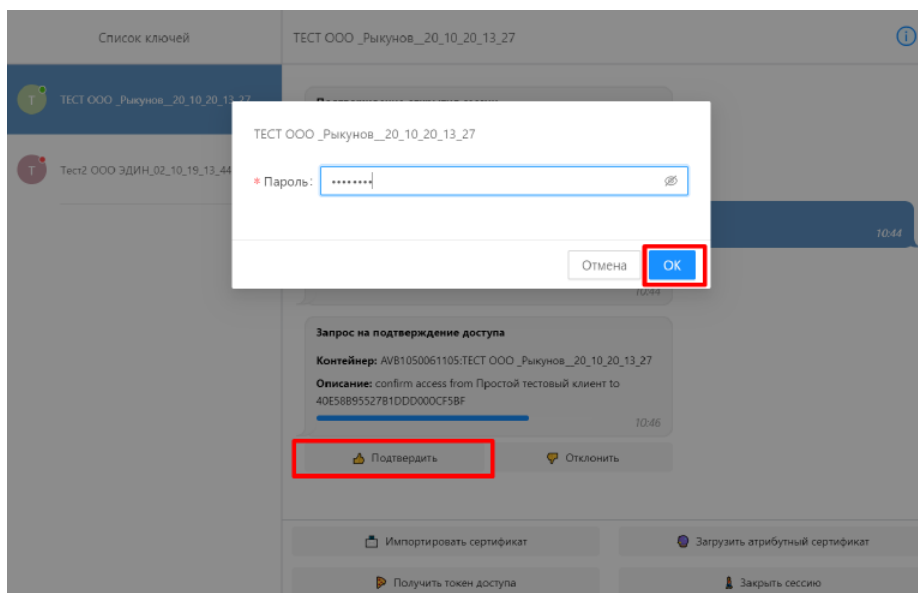 Список ключей
ТЕСТ ООО _Рыкунов__20_10_20_13_27
Т
ТЕСТ ООО _Рыкунов__20_10_20_13_27
Т
Тест2 ООО ЭДИН_02_10_19_13_44
ТЕСТ ООО _Рыкунов__20_10_20_13_27
* Пароль:
Отмена
ОК
10:44
10:44
Запрос на подтверждение доступа
Контейнер: AVB1050061105:ТЕСТ ООО _Рыкунов__20_10_20_13_27
Описание: confirm access from Простой тестовый клиент to
40E58B9552781DDD000CF5BF
10:46
Подтвердить
Отклонить
Импортировать сертификат
Загрузить атрибутный сертификат
Получить токен доступа
Закрыть сессию